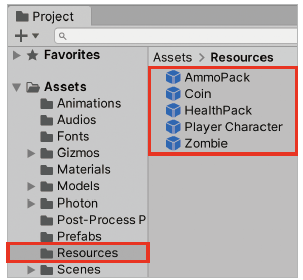 Project
Favorites
Assets
Animations
Audios
Fonts
Gizmos
Materials
Models
Photon
Post-Process P
Prefabs
Resources
Scenes
Assets > Resources
AmmoPack
Coin
HealthPack
Player Character
Zombie